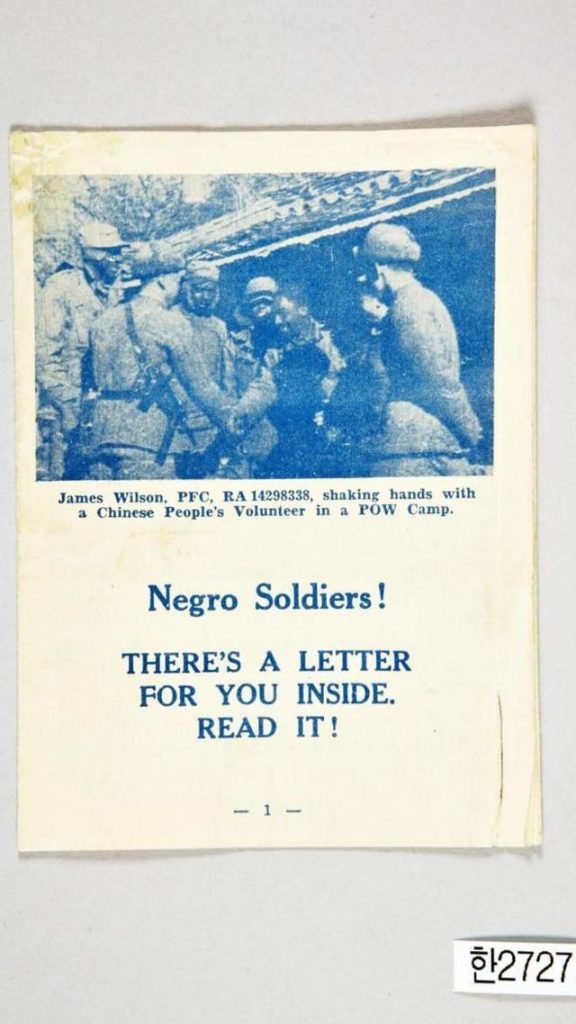 James Wilson, PFC, RA 14298338, shaking hands with
a Chinese People's Volunteer in a POW Camp.
Negro Soldiers!
THERE'S A LETTER
FOR YOU INSIDE.
READ IT!
— 1 —
한2727